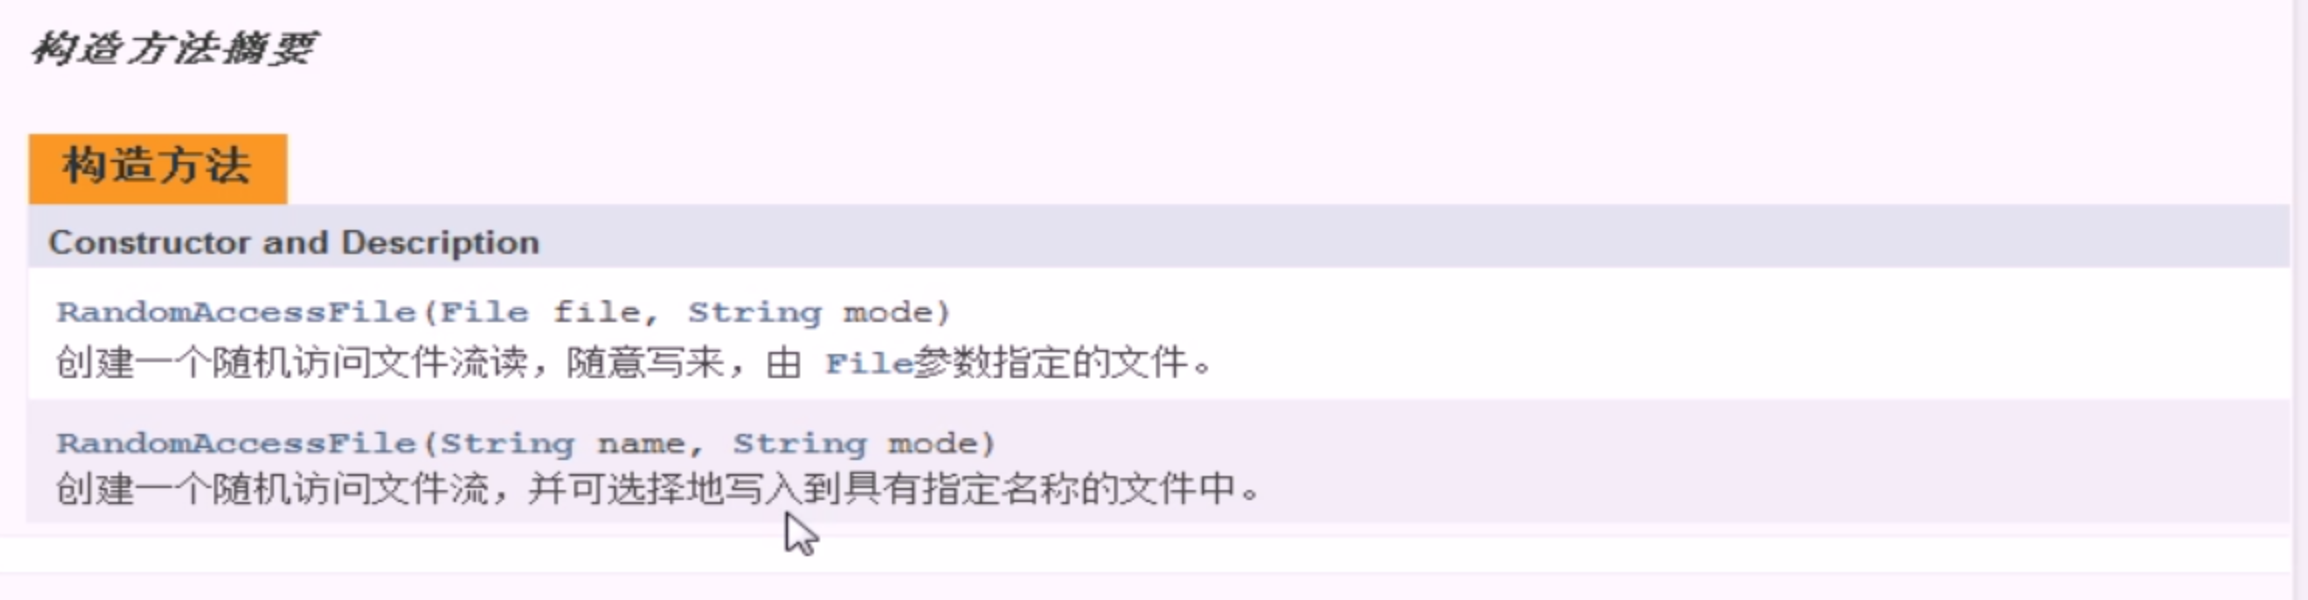 构造方法摘要
构造方法
Constructor and Description
RandomAccessFile(File file, String mode)
创建一个随机访问文件流读，随意写来，由 File参数指定的文件。
RandomAccessFile(String name, String mode)
创建一个随机访问文件流，并可选择地写入到具有指定名称的文件中。